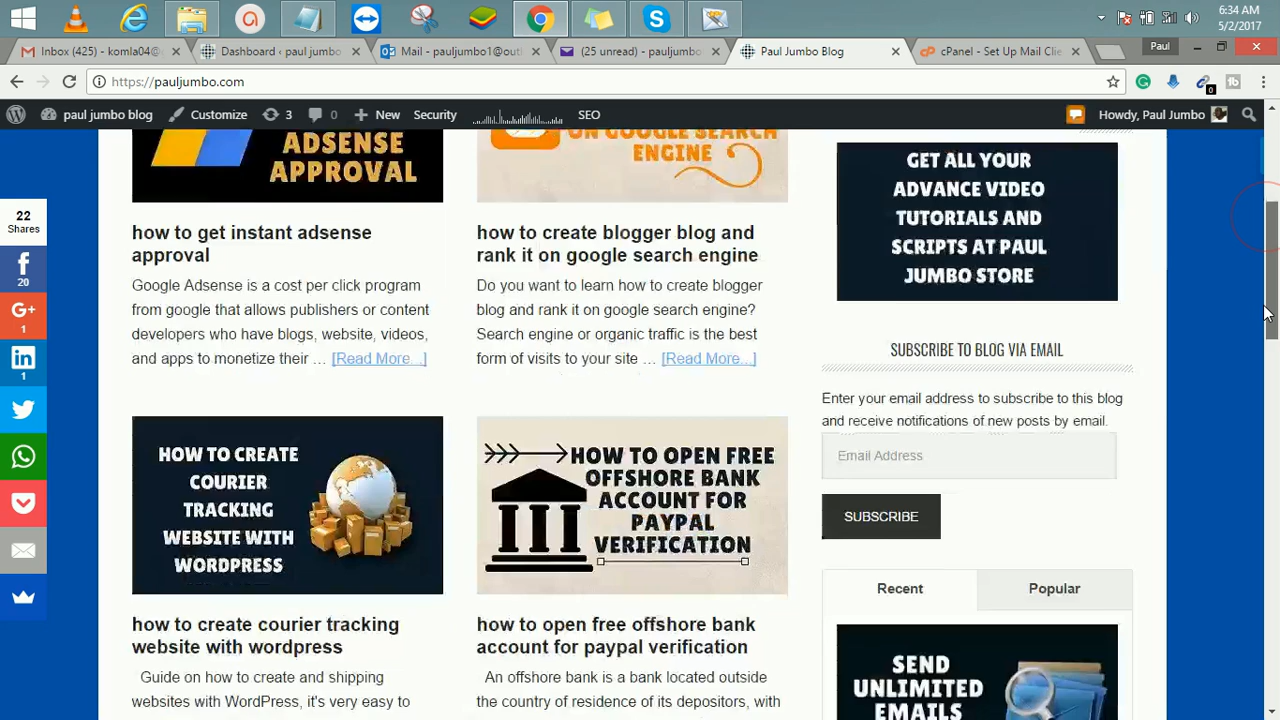 6:34 AM
5/2/2017
Inbox (425) - komla04@
Dashboard ‹ paul jumbo
Mail - pauljumbo1@out
(25 unread) - pauljumbo
Paul Jumbo Blog
cPanel - Set Up Mail Clie
Paul
https://pauljumbo.com
paul jumbo blog
Customize
3
0
New
Security
SEO
Howdy, Paul Jumbo
22
Shares
20
1
1
ADSENSE
APPROVAL
ON GOOGLE SEARCH
ENGINE
how to get instant adsense
approval
Google Adsense is a cost per click program
from google that allows publishers or content
developers who have blogs, website, videos,
and apps to monetize their ... [Read More...]
how to create blogger blog and
rank it on google search engine
Do you want to learn how to create blogger
blog and rank it on google search engine?
Search engine or organic traffic is the best
form of visits to your site ... [Read More...]
HOW TO CREATE
COURIER
TRACKING
WEBSITE WITH
WORDPRESS
HOW TO OPEN FREE
OFFSHORE BANK
ACCOUNT FOR
PAYPAL
VERIFICATION
how to create courier tracking
website with wordpress
Guide on how to create and shipping
websites with WordPress, it's very easy to
how to open free offshore bank
account for paypal verification
An offshore bank is a bank located outside
the country of residence of its depositors, with
GET ALL YOUR
ADVANCE VIDEO
TUTORIALS AND
SCRIPTS AT PAUL
JUMBO STORE
SUBSCRIBE TO BLOG VIA EMAIL
Enter your email address to subscribe to this blog
and receive notifications of new posts by email.
Email Address
SUBSCRIBE
Recent
Popular
SEND
UNLIMITED
EMAILS